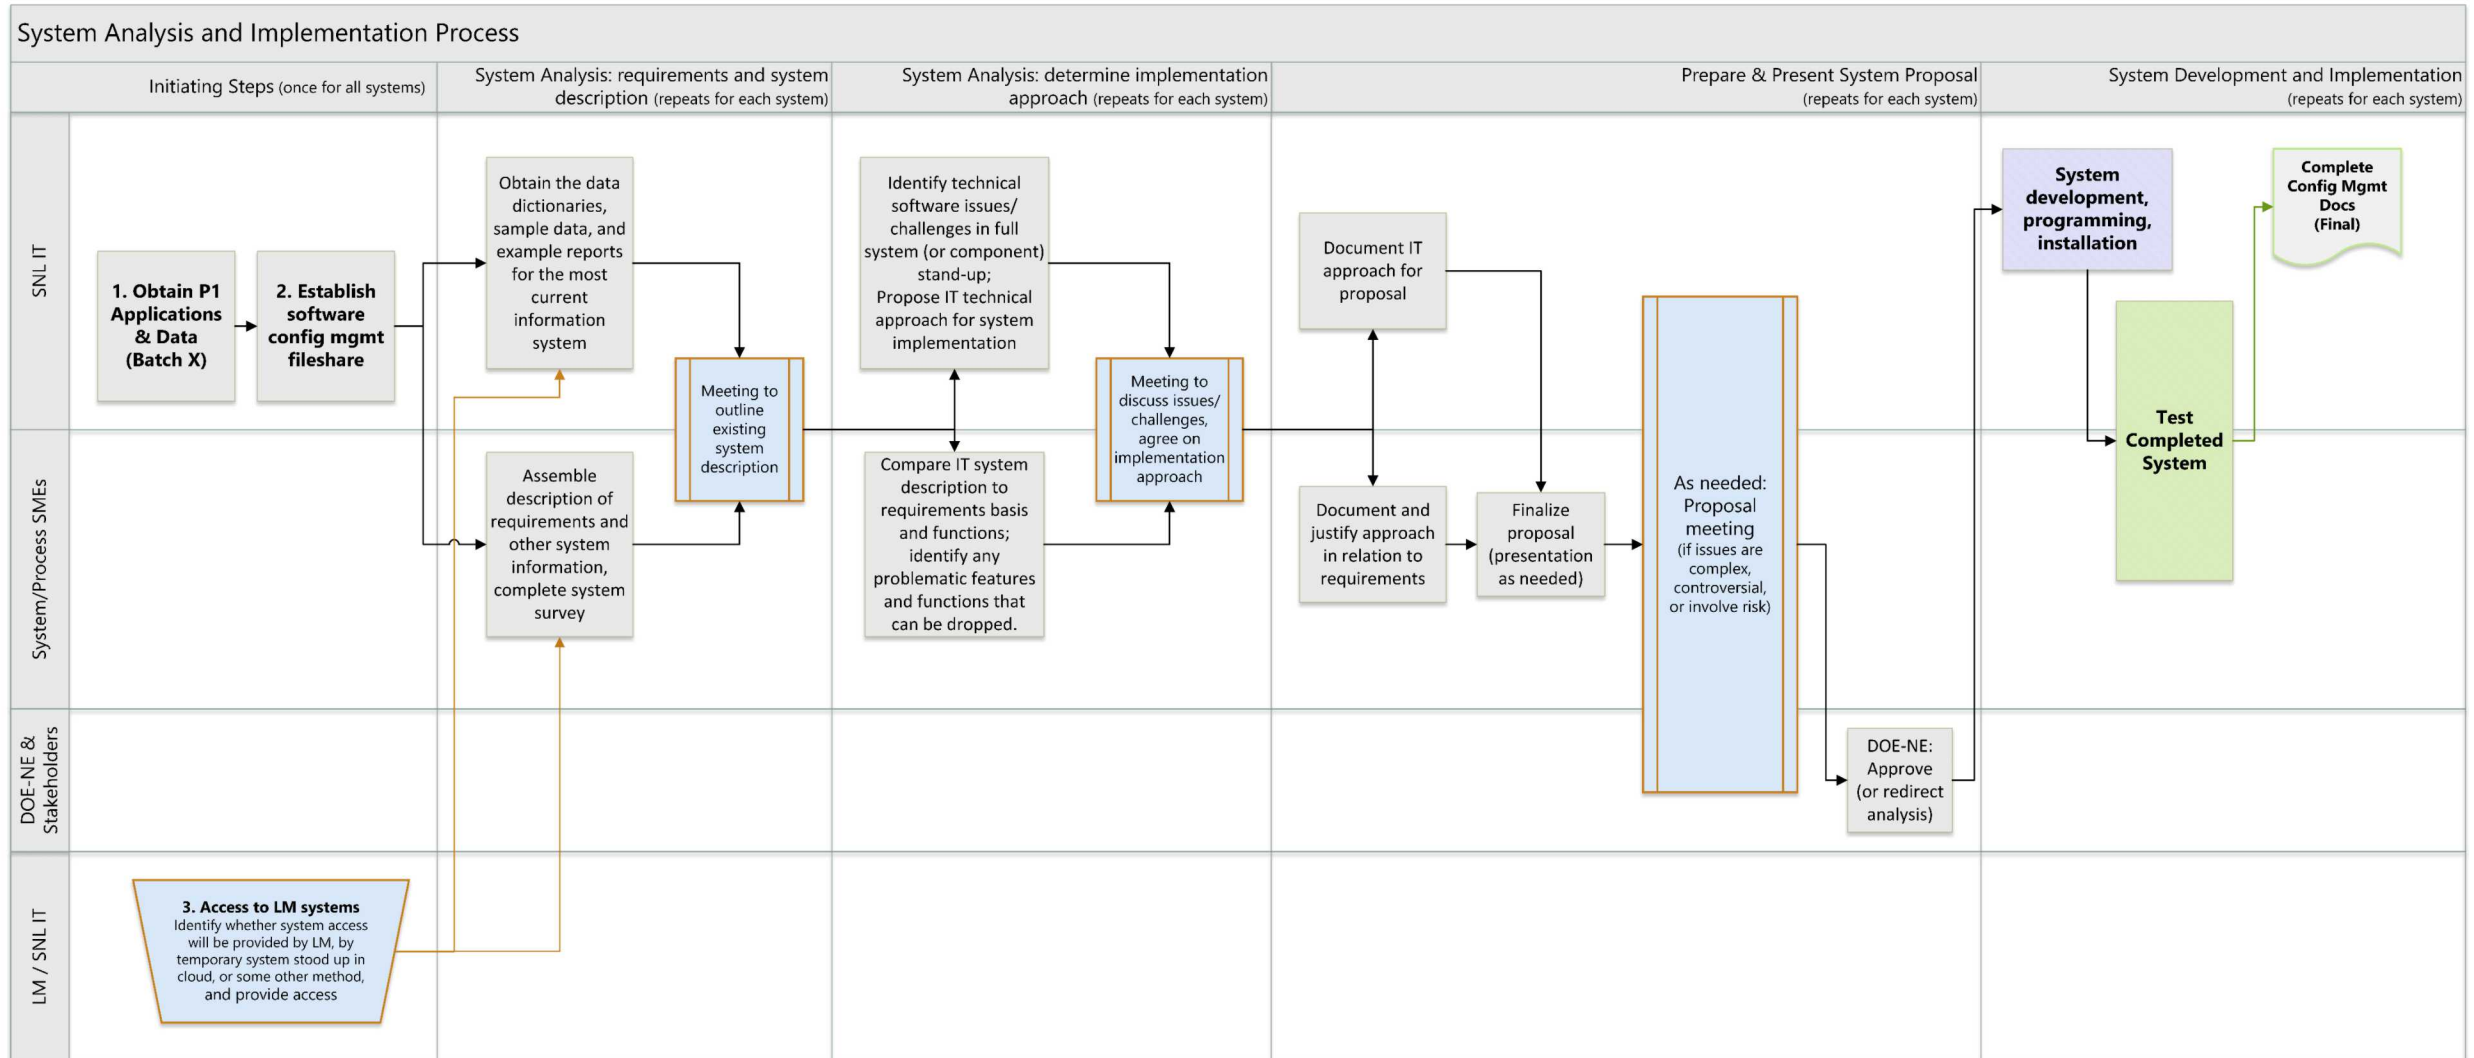 System Analysis and Implementation Process
Initiating Steps (once for all systems)
System Analysis: requirements and system
description (repeats for each system)
System Analysis: determine implementation
approach (repeats for each system)
Prepare & Present System Proposal
(repeats for each system)
System Development and Implementation
(repeats for each system)
SNL IT
1. Obtain P1
Applications
& Data
(Batch X)
2. Establish
software
config mgmt
fileshare
Obtain the data
dictionaries,
sample data, and
example reports
for the most
current
information
system
Meeting to
outline
existing
system
description
Identify technical
software issues/
challenges in full
system (or component)
stand-up;
Propose IT technical
approach for system
implementation
Meeting to
discuss issues/
challenges,
agree on
implementation
approach
Document IT
approach for
proposal
System
development,
programming,
installation
Complete
Config Mgmt
Docs
(Final)
Test
Completed
System
System/Process SMEs
Assemble
description of
requirements and
other system
information,
complete system
survey
Compare IT system
description to
requirements basis
and functions;
identify any
problematic features
and functions that
can be dropped.
Document and
justify approach
in relation to
requirements
Finalize
proposal
(presentation
as needed)
As needed:
Proposal
meeting
(if issues are
complex,
controversial,
or involve risk)
DOE-NE &
Stakeholders
DOE-NE:
Approve
(or redirect
analysis)
LM / SNL IT
3. Access to LM systems
Identify whether system access
will be provided by LM, by
temporary system stood up in
cloud, or some other method,
and provide access